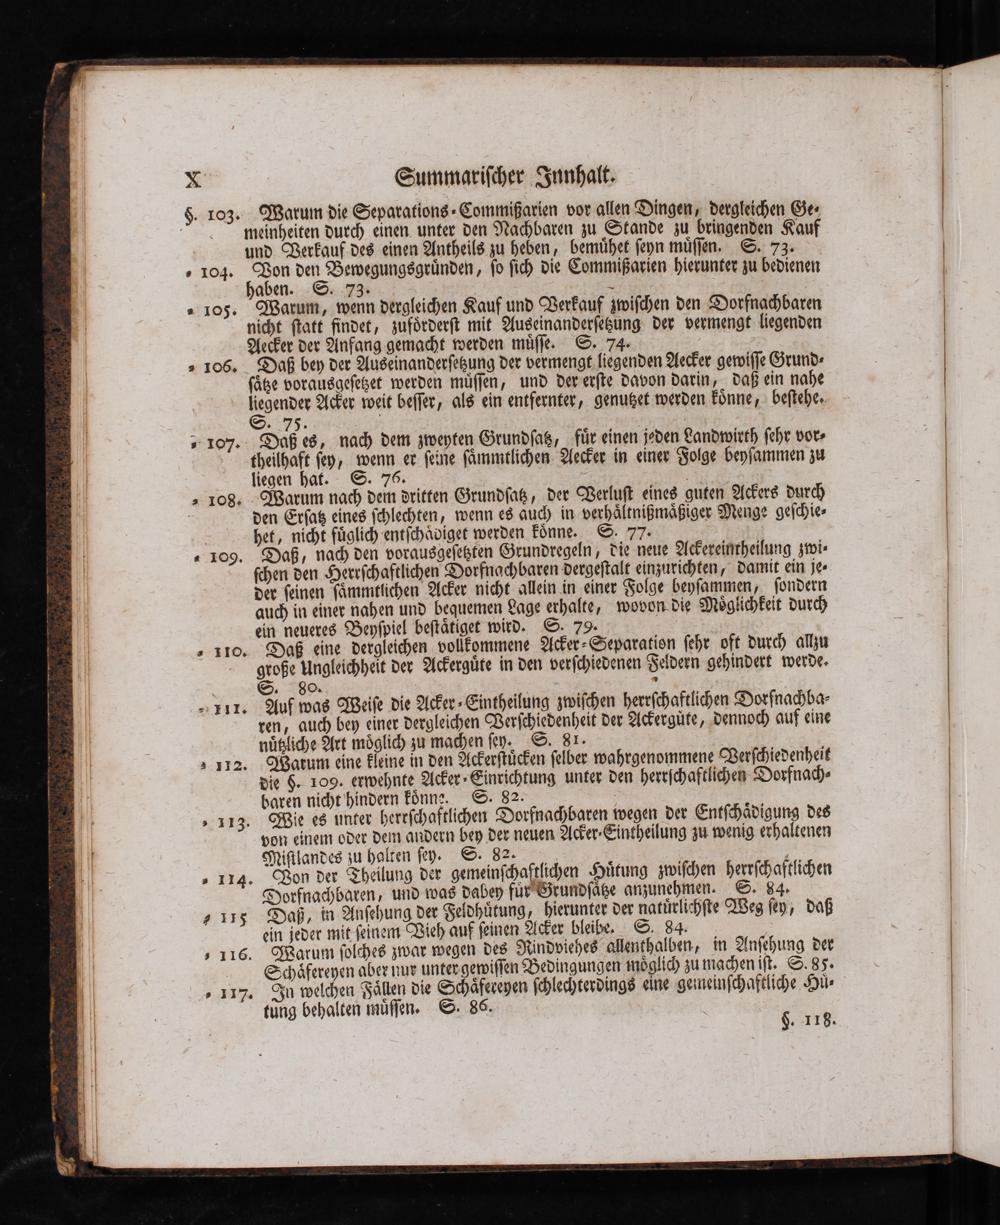 X Summarischer Innhalt.
§. 103. Warum die Separations-Commißarien vor allen Dingen, dergleichen Ge-
meinheiten durch einen unter den Nachbaren zu Stande zu bringenden Kauf
und Verkauf des einen Antheils zu heben, bemühet seyn müssen. S. 73.
- 104. Von den Bewegungsgründen, so sich die Commißarien hierunter zu bedienen
haben. S. 73.
- 105. Warum, wenn dergleichen Kauf und Verkauf zwischen den Dorfnachbaren
nicht statt findet, zuförderst mit Auseinandersetzung der vermengt liegenden
Aecker der Anfang gemacht werden müsse. S. 74.
- 106. Daß bey der Auseinandersetzung der vermengt liegenden Aecker gewisse Grund-
sätze vorausgesetzet werden müssen, und der erste davon darin, daß ein nahe
liegender Acker weit besser, als ein entfernter, genutzet werden könne, bestehe.
S. 75.
- 107. Daß es, nach dem zweyten Grundsatz, für einen jeden Landwirth sehr vor-
theilhaft sey, wenn er seine sämmtlichen Aecker in einer Folge beysammen zu
liegen hat. S. 76.
- 108. Warum nach dem dritten Grundsatz, der Verlust eines guten Ackers durch
den Ersatz eines schlechten, wenn es auch in verhältnißmäßiger Menge geschie-
het, nicht füglich entschädiget werden könne. S. 77.
- 109. Daß, nach den vorausgesetzten Grundregeln, die neue Ackereintheilung zwi-
schen den Herrschaftlichen Dorfnachbaren dergestalt einzurichten, damit ein je-
der seinen sämmtlichen Acker nicht allein in einer Folge beysammen, sondern
auch in einer nahen und bequemen Lage erhalte, wovon die Möglichkeit durch
ein neueres Beyspiel bestätiget wird. S. 79.
- 110. Daß eine dergleichen vollkommene Acker-Separation sehr oft durch allzu
große Ungleichheit der Ackergüte in den verschiedenen Feldern gehindert werde.
S. 80.
- 111. Auf was Weise die Acker-Eintheilung zwischen herrschaftlichen Dorfnachba-
ren, auch bey einer dergleichen Verschiedenheit der Ackergüte, dennoch auf eine
nützliche Art möglich zu machen sey. S. 81.
- 112. Warum eine kleine in den Ackerstücken selber wahrgenommene Verschiedenheit
die §. 109. erwehnte Acker-Einrichtung unter den herrschaftlichen Dorfnach-
baren nicht hindern könne. S. 82.
- 113. Wie es unter herrschaftlichen Dorfnachbaren wegen der Entschädigung des
von einem oder dem andern bey der neuen Acker-Eintheilung zu wenig erhaltenen
Mistlandes zu halten sey. S. 82.
- 114. Von der Theilung der gemeinschaftlichen Hütung zwischen herrschaftlichen
Dorfnachbaren, und was dabey für Grundsätze anzunehmen. S. 84.
- 115 Daß, in Ansehung der Feldhütung, hierunter der natürlichste Weg sey, daß
ein jeder mit seinem Vieh auf seinen Acker bleibe. S. 84.
- 116. Warum solches zwar wegen des Rindviehes allenthalben, in Ansehung der
Schäfereyen aber nur unter gewissen Bedingungen möglich zu machen ist. S. 85.
- 117. In welchen Fällen die Schäfereyen schlechterdings eine gemeinschaftliche Hü-
tung behalten müssen. S. 86.
§. 118.